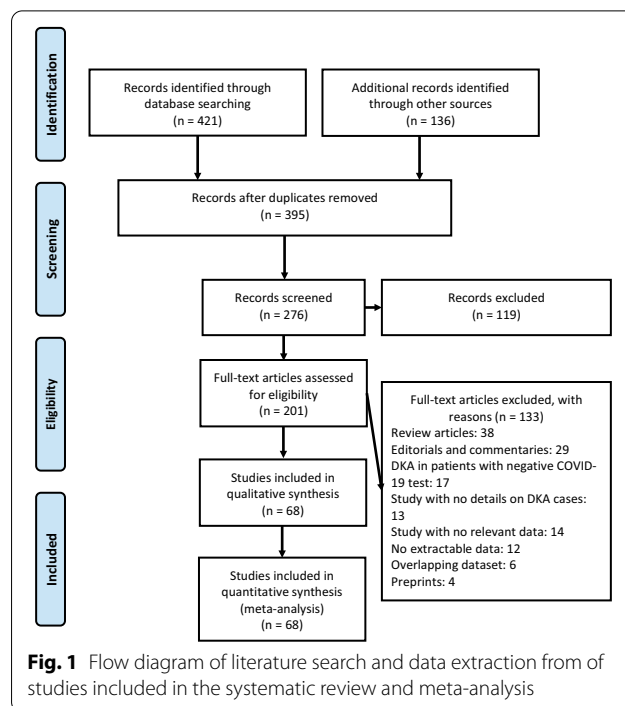 Identification
Records identified through
database searching
(n = 421)
Additional records identified
through other sources
(n = 136)
Screening
Records after duplicates removed
(n = 395)
Records screened
(n = 276)
Records excluded
(n = 119)
Eligibility
Full-text articles assessed
for eligibility
(n = 201)
Full-text articles excluded, with
reasons (n = 133)
Review articles: 38
Editorials and commentaries: 29
DKA in patients with negative COVID-
19 test: 17
Study with no details on DKA cases:
13
Study with no relevant data: 14
No extractable data: 12
Overlapping dataset: 6
Preprints: 4
Included
Studies included in
qualitative synthesis
(n = 68)
Studies included in
quantitative synthesis
(meta-analysis)
(n = 68)
Fig. 1 Flow diagram of literature search and data extraction from of
studies included in the systematic review and meta-analysis